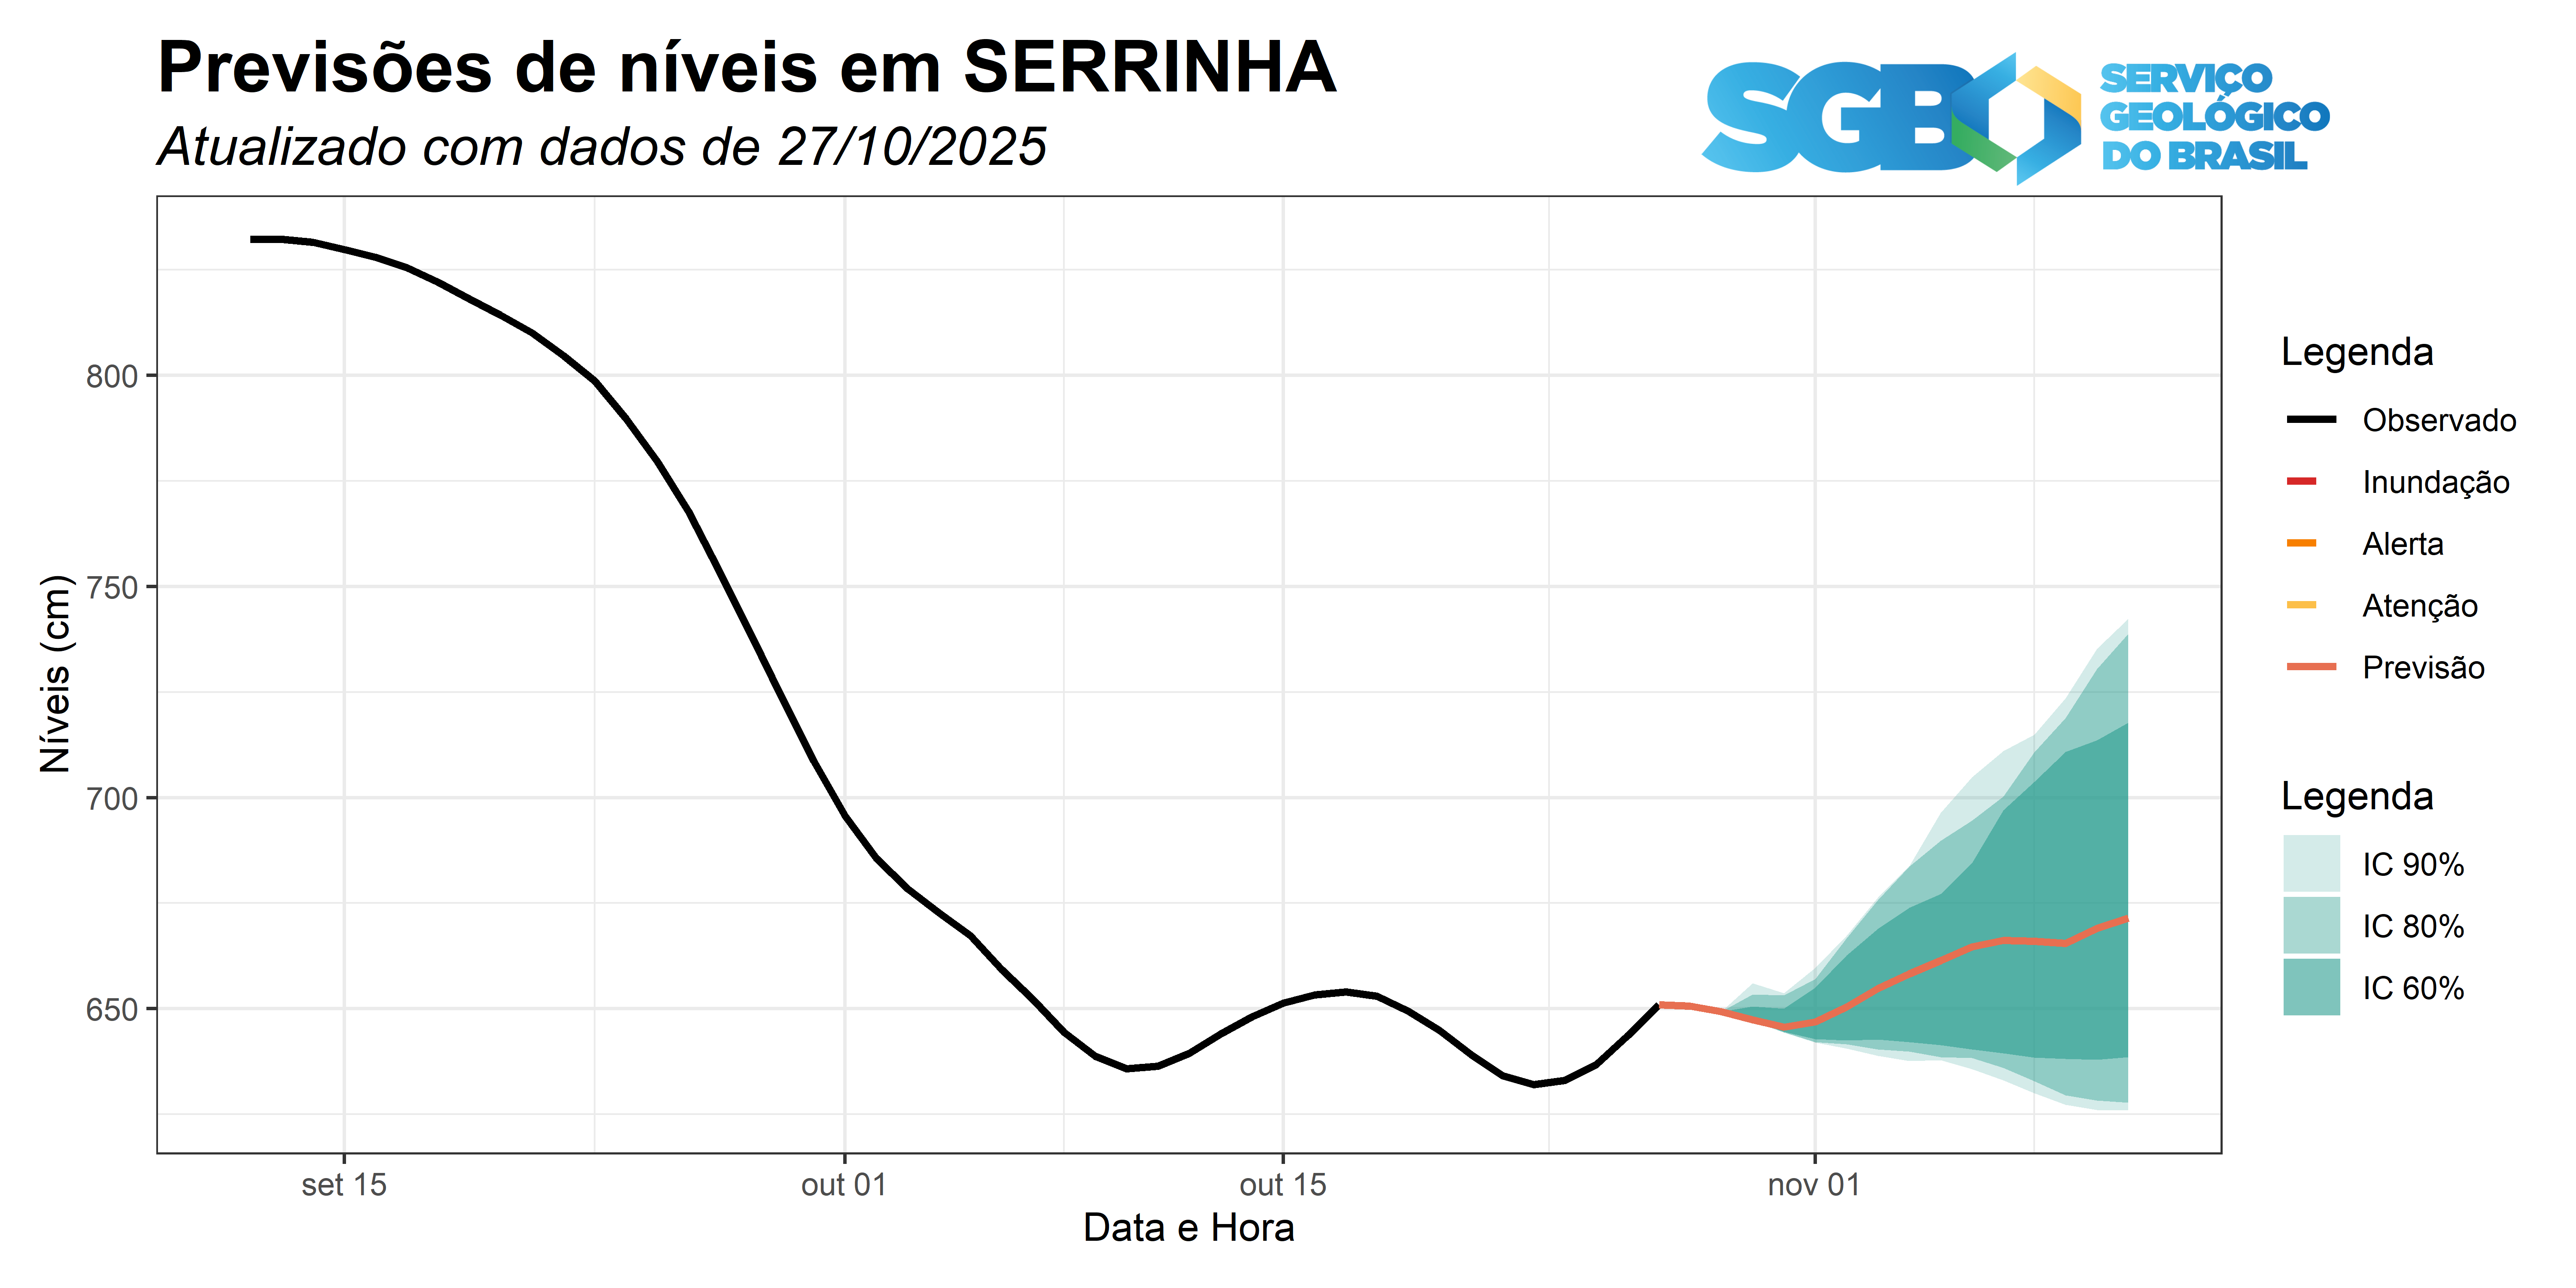 Previsões de níveis em SERRINHA
Atualizado com dados de 27/10/2025
SGB
SERVIÇO
GEOLÓGICO
DO BRASIL
Níveis (cm)
800
750
700
650
set 15
out 01
out 15
nov 01
Data e Hora
Legenda
Observado
Inundação
Alerta
Atenção
Previsão
Legenda
IC 90%
IC 80%
IC 60%